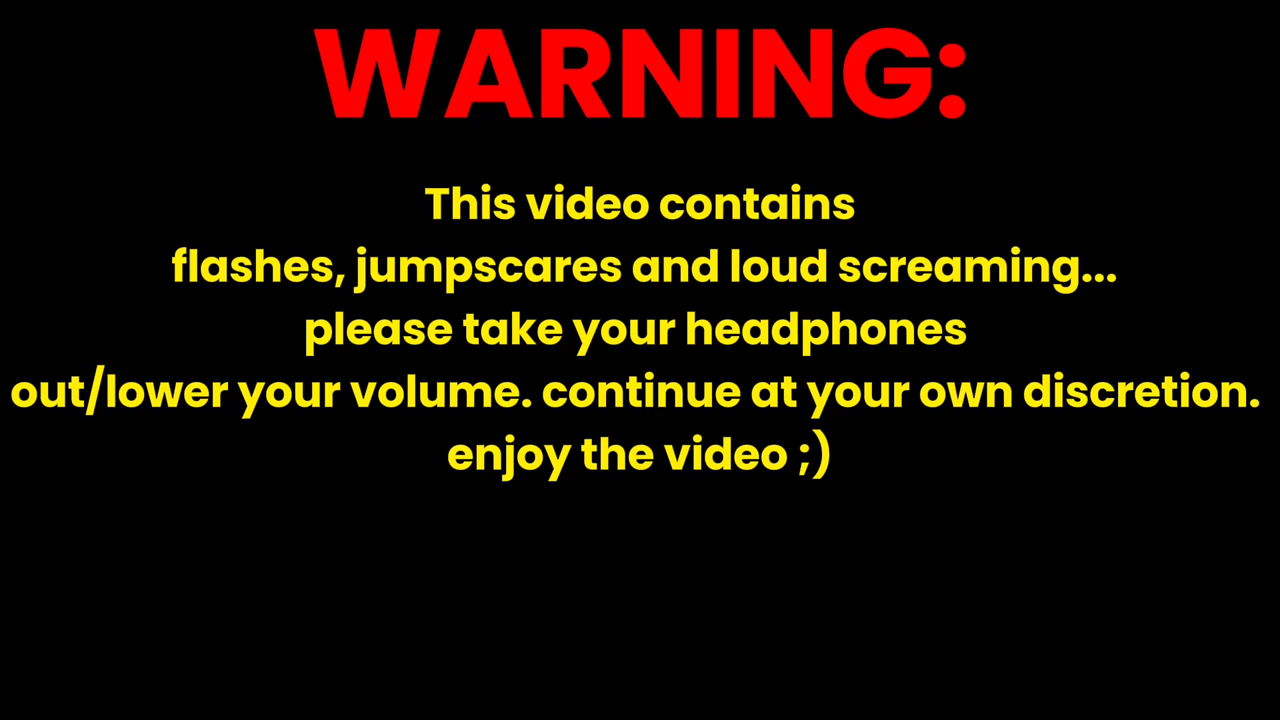 WARNING:
This video contains
flashes, jumpscares and loud screaming...
please take your headphones
out/lower your volume. continue at your own discretion.
enjoy the video ;)